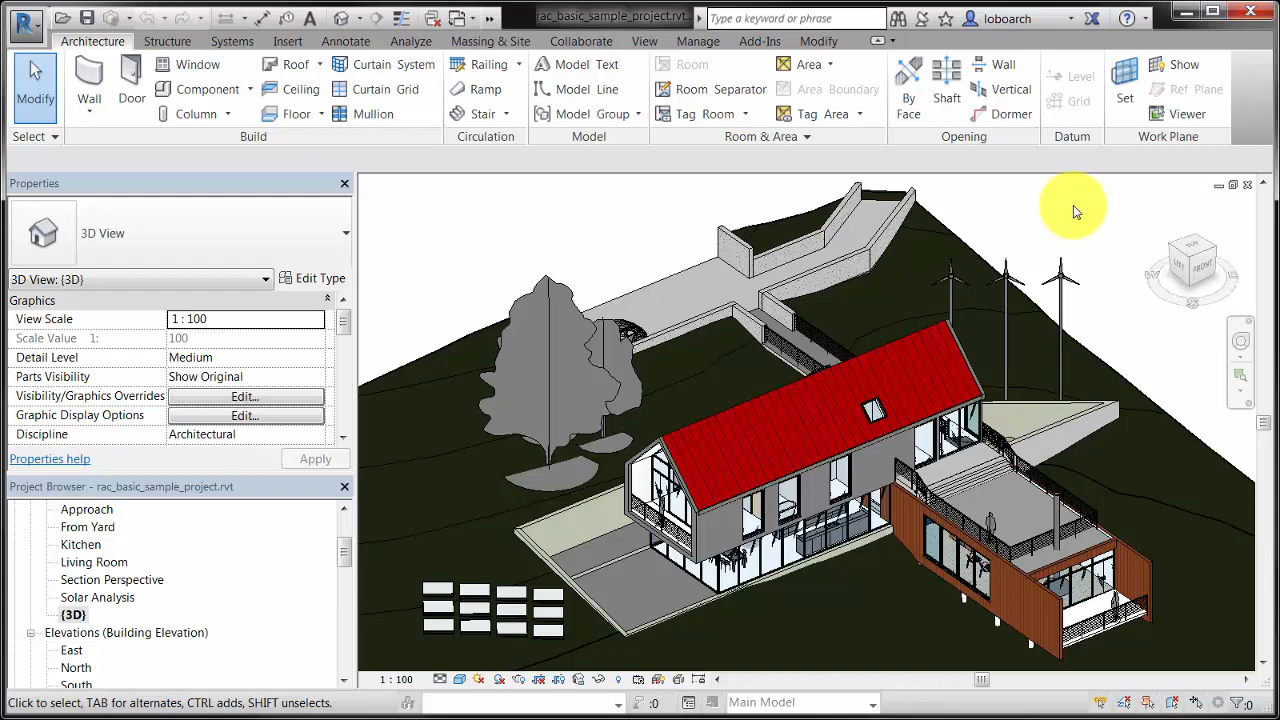 rac_basic_sample_project.rvt...
Type a keyword or phrase
loboarch
Architecture Structure Systems Insert Annotate Analyze Massing & Site Collaborate View Manage Add-Ins Modify
Modify
Wall
Door
Window
Component
Column
Roof
Ceiling
Floor
Curtain System
Curtain Grid
Mullion
Railing
Ramp
Stair
Model Text
Model Line
Model Group
Room
Room Separator
Tag Room
Area
Area Boundary
Tag Area
By Face
Shaft
Wall
Vertical
Dormer
Level
Grid
Set
Show
Ref Plane
Viewer
Select Build Circulation Model Room & Area Opening Datum Work Plane
Properties
3D View
3D View: {3D} Edit Type
Graphics
View Scale 1 : 100
Scale Value 1: 100
Detail Level Medium
Parts Visibility Show Original
Visibility/Graphics Overrides Edit...
Graphic Display Options Edit...
Discipline Architectural
Properties help Apply
Project Browser - rac_basic_sample_project.rvt
Approach
From Yard
Kitchen
Living Room
Section Perspective
Solar Analysis
{3D}
Elevations (Building Elevation)
East
North
South
TOP
LEFT
FRONT
W
E
S
1 : 100
Click to select, TAB for alternates, CTRL adds, SHIFT unselects.
:0
Main Model
:0